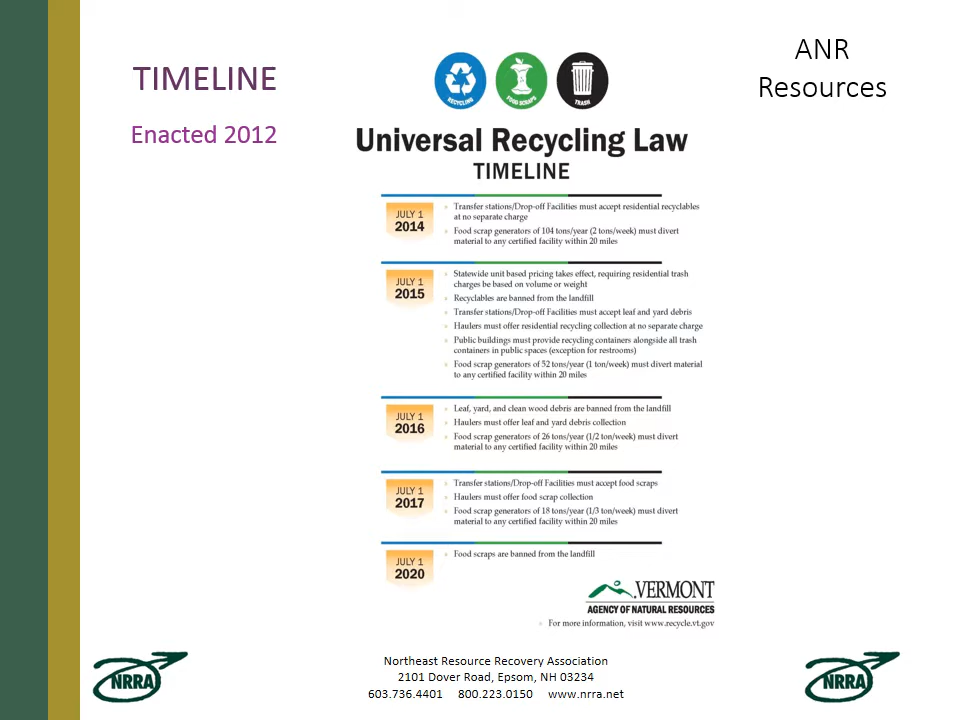 TIMELINE
Enacted 2012
ANR
Resources
RECYCLING
FOOD SCRAPS
TRASH
Universal Recycling Law
TIMELINE
JULY 1
2014
Transfer stations/Drop-off Facilities must accept residential recyclables
at no separate charge
Food scrap generators of 104 tons/year (2 tons/week) must divert
material to any certified facility within 20 miles
JULY 1
2015
Statewide unit based pricing takes effect, requiring residential trash
charges be based on volume or weight
Recyclables are banned from the landfill
Transfer stations/Drop-off Facilities must accept leaf and yard debris
Haulers must offer residential recycling collection at no separate charge
Public buildings must provide recycling containers alongside all trash
containers in public spaces (exception for restrooms)
Food scrap generators of 52 tons/year (1 ton/week) must divert material
to any certified facility within 20 miles
JULY 1
2016
Leaf, yard, and clean wood debris are banned from the landfill
Haulers must offer leaf and yard debris collection
Food scrap generators of 26 tons/year (1/2 ton/week) must divert
material to any certified facility within 20 miles
JULY 1
2017
Transfer stations/Drop-off Facilities must accept food scraps
Haulers must offer food scrap collection
Food scrap generators of 18 tons/year (1/3 ton/week) must divert
material to any certified facility within 20 miles
JULY 1
2020
Food scraps are banned from the landfill
VERMONT
AGENCY OF NATURAL RESOURCES
For more information, visit www.recycle.vt.gov
NRRA
Northeast Resource Recovery Association
2101 Dover Road, Epsom, NH 03234
603.736.4401 800.223.0150 www.nrra.net
NRRA